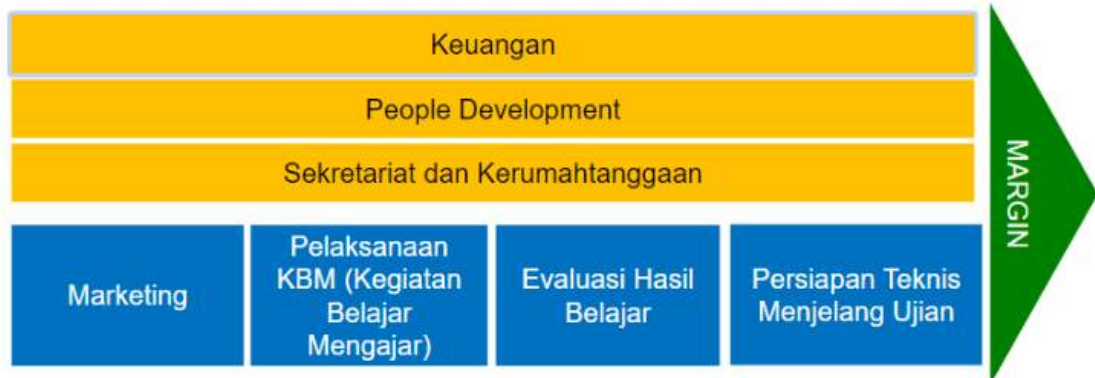 Keuangan
People Development
Sekretariat dan Kerumahtanggaan
Marketing
Pelaksanaan
KBM (Kegiatan
Belajar
Mengajar)
Evaluasi Hasil
Belajar
Persiapan Teknis
Menjelang Ujian
MARGIN